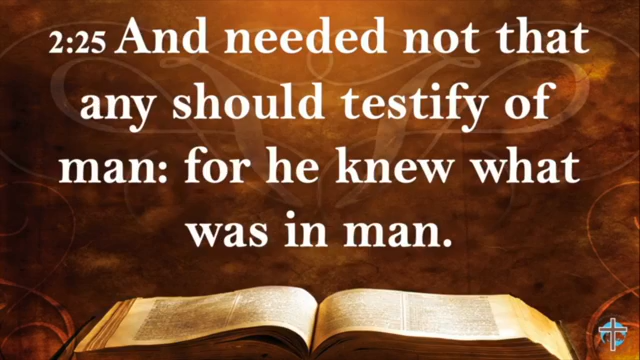 2:25 And needed not that
any should testify of
man: for he knew what
was in man.